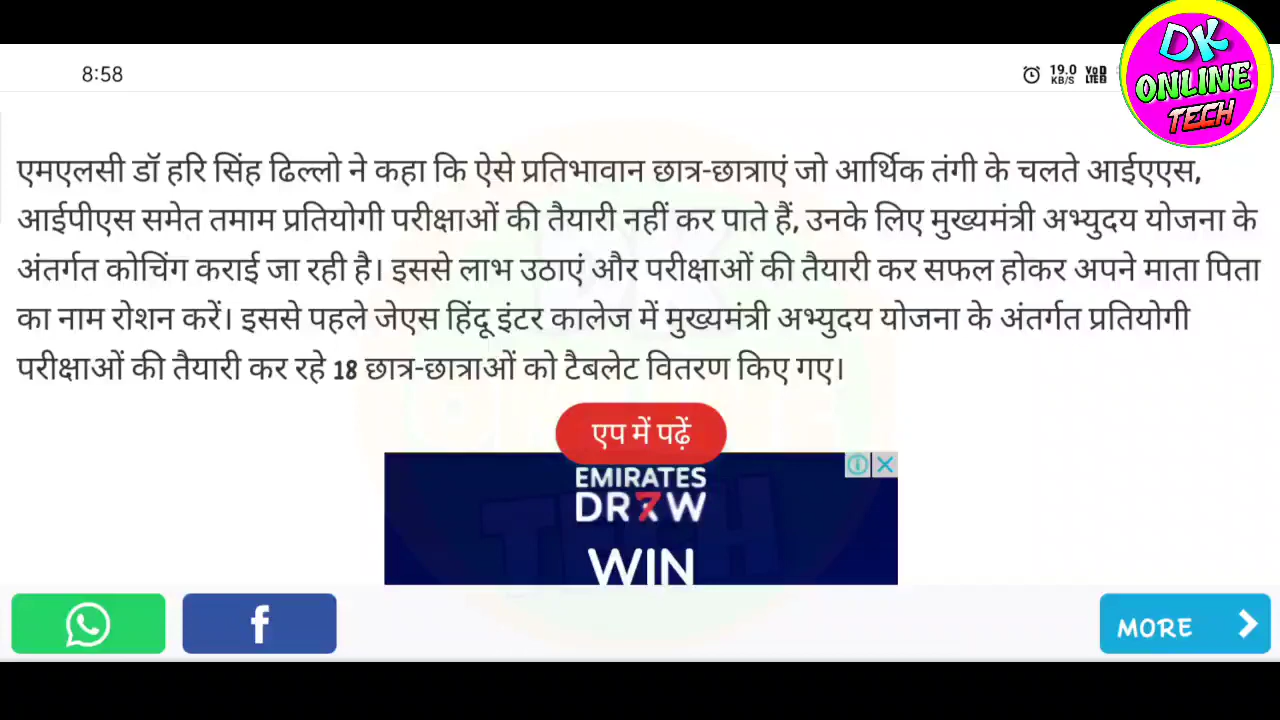 8:58
19.0
KB/S
VoD
LTE2
DK
ONLINE
TECH
एमएलसी डॉ हरि सिंह ढिल्लो ने कहा कि ऐसे प्रतिभावान छात्र-छात्राएं जो आर्थिक तंगी के चलते आईएएस,
आईपीएस समेत तमाम प्रतियोगी परीक्षाओं की तैयारी नहीं कर पाते हैं, उनके लिए मुख्यमंत्री अभ्युदय योजना के
अंतर्गत कोचिंग कराई जा रही है। इससे लाभ उठाएं और परीक्षाओं की तैयारी कर सफल होकर अपने माता पिता
का नाम रोशन करें। इससे पहले जेएस हिंदू इंटर कालेज में मुख्यमंत्री अभ्युदय योजना के अंतर्गत प्रतियोगी
परीक्षाओं की तैयारी कर रहे 18 छात्र-छात्राओं को टैबलेट वितरण किए गए।
एप में पढ़ें
EMIRATES
DR7W
WIN
MORE